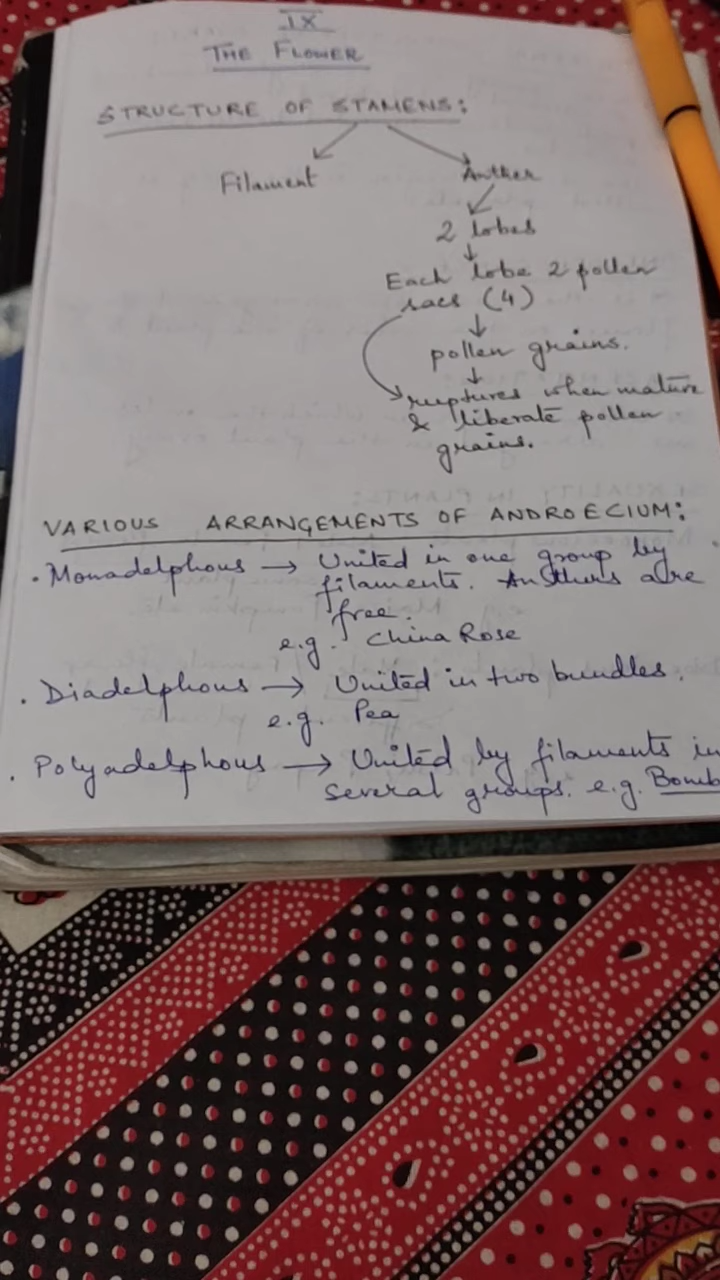 IX
THE FLOWER
STRUCTURE OF STAMENS:
Filament Anther
2 lobes
Each lobe 2 pollen
sacs (4)
pollen grains.
ruptures when mature
& liberate pollen
grains.
VARIOUS ARRANGEMENTS OF ANDROECIUM:
. Monadelphous → United in one group by
filaments. Anthers are
free.
e.g. China Rose
. Diadelphous → United in two bundles.
e.g. Pea
. Polyadelphous → United by filaments in
several groups. e.g. Bomb